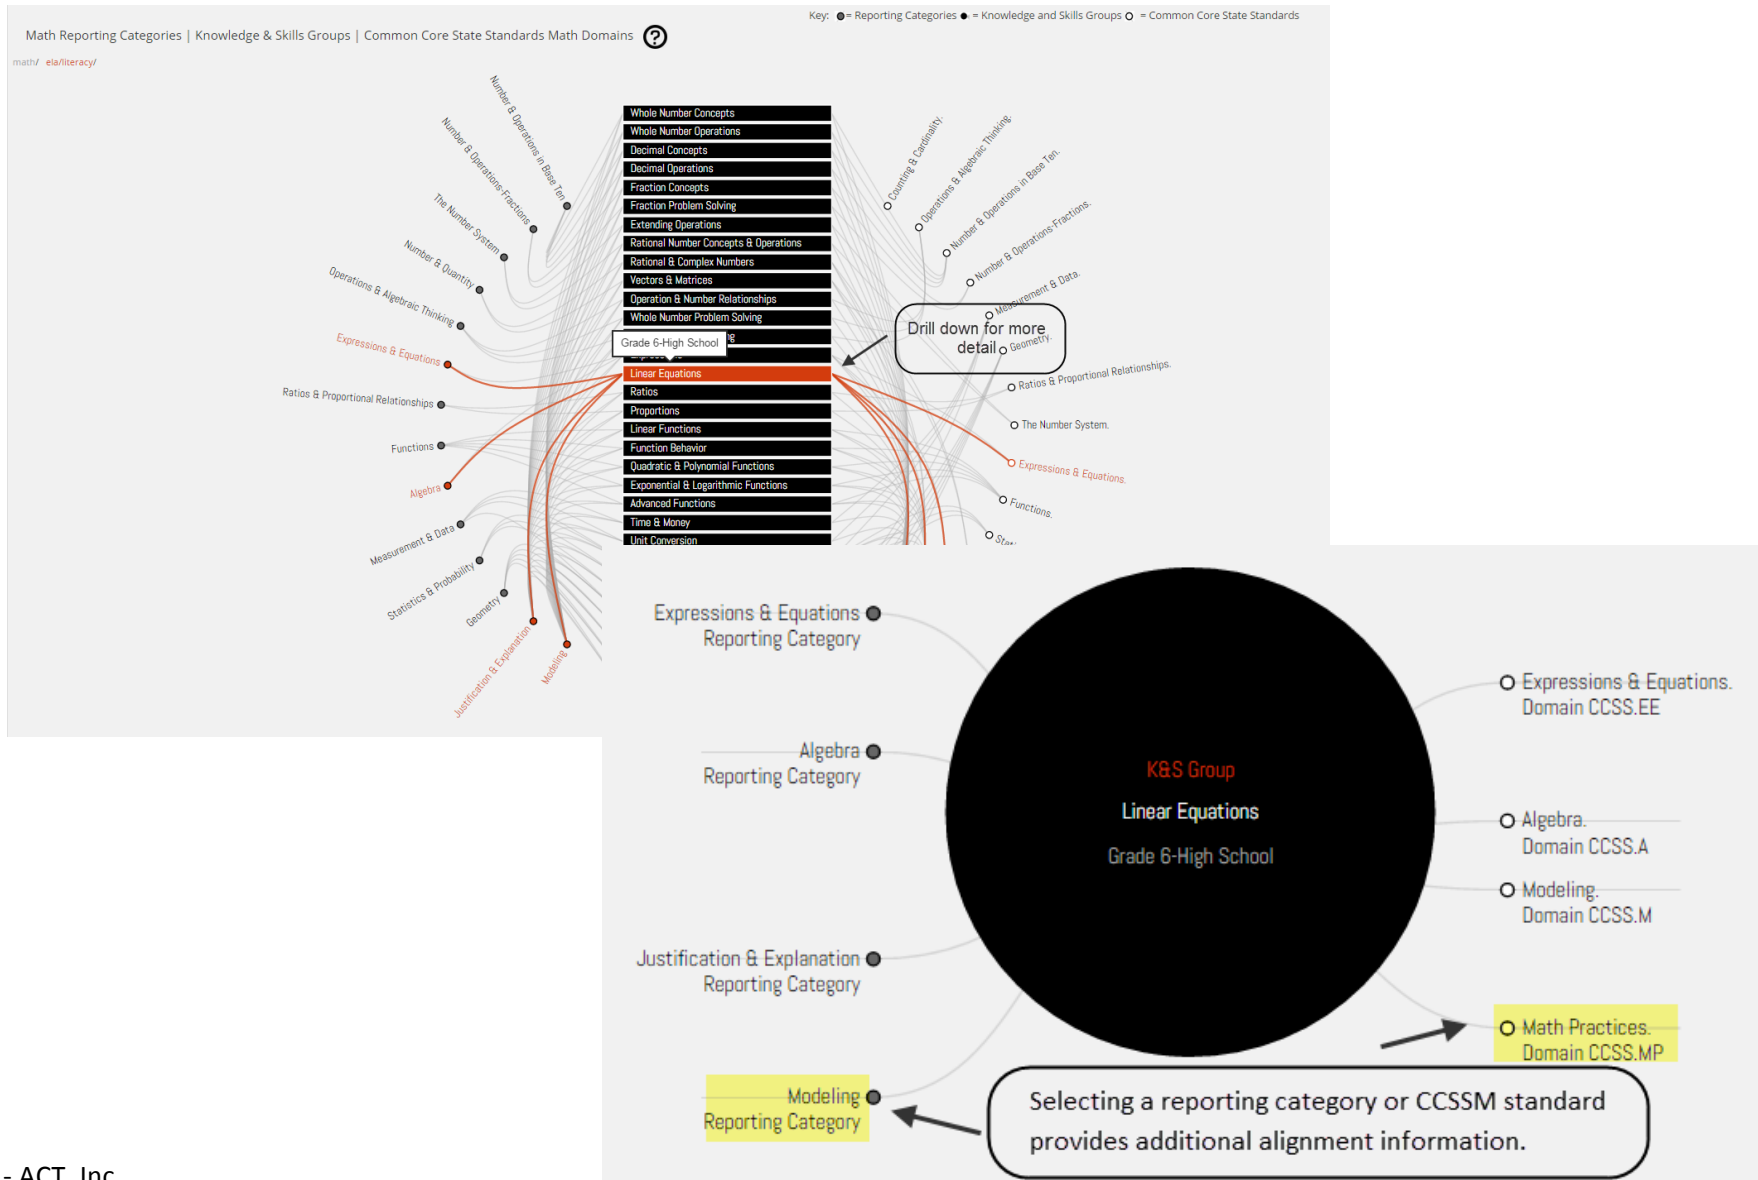 Key: = Reporting Categories = Knowledge and Skills Groups = Common Core State Standards
Math Reporting Categories | Knowledge & Skills Groups | Common Core State Standards Math Domains ?
math/ ela/literacy/
Number & Operations in Base Ten
Number & Operations-Fractions
The Number System
Number & Quantity
Operations & Algebraic Thinking
Expressions & Equations
Ratios & Proportional Relationships
Functions
Algebra
Measurement & Data
Statistics & Probability
Geometry
Justification & Explanation
Modeling
Whole Number Concepts
Whole Number Operations
Decimal Concepts
Decimal Operations
Fraction Concepts
Fraction Problem Solving
Extending Operations
Rational Number Concepts & Operations
Rational & Complex Numbers
Vectors & Matrices
Operation & Number Relationships
Whole Number Problem Solving
Grade 6-High School
Linear Equations
Ratios
Proportions
Linear Functions
Function Behavior
Quadratic & Polynomial Functions
Exponential & Logarithmic Functions
Advanced Functions
Time & Money
Unit Conversion
Counting & Cardinality.
Operations & Algebraic Thinking.
Number & Operations in Base Ten.
Number & Operations-Fractions.
Measurement & Data.
Drill down for more
detail
Geometry.
Ratios & Proportional Relationships.
The Number System.
Expressions & Equations.
Functions.
Expressions & Equations
Reporting Category
Algebra
Reporting Category
Justification & Explanation
Reporting Category
Modeling
Reporting Category
K&S Group
Linear Equations
Grade 6-High School
Expressions & Equations.
Domain CCSS.EE
Algebra.
Domain CCSS.A
Modeling.
Domain CCSS.M
Math Practices.
Domain CCSS.MP
Selecting a reporting category or CCSSM standard
provides additional alignment information.
- ACT, Inc